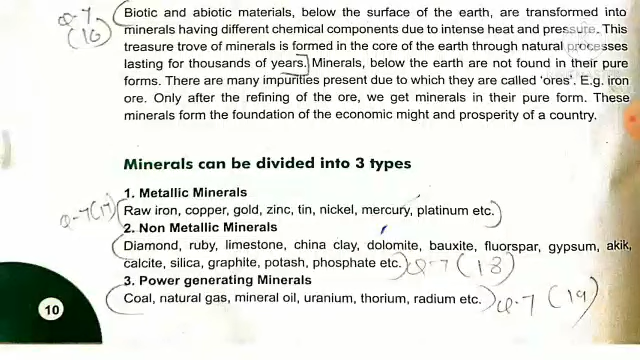 Q-7
(16)
Biotic and abiotic materials, below the surface of the earth, are transformed into
minerals having different chemical components due to intense heat and pressure. This
treasure trove of minerals is formed in the core of the earth through natural processes
lasting for thousands of years. Minerals, below the earth are not found in their pure
forms. There are many impurities present due to which they are called 'ores'. E.g. iron
ore. Only after the refining of the ore, we get minerals in their pure form. These
minerals form the foundation of the economic might and prosperity of a country.
Minerals can be divided into 3 types
1. Metallic Minerals
Q-7(17) Raw iron, copper, gold, zinc, tin, nickel, mercury, platinum etc.
2. Non Metallic Minerals
Diamond, ruby, limestone, china clay, dolomite, bauxite, fluorspar, gypsum, akik,
calcite, silica, graphite, potash, phosphate etc. Q-7 (18)
3. Power generating Minerals
Coal, natural gas, mineral oil, uranium, thorium, radium etc. Q.7 (19)
10